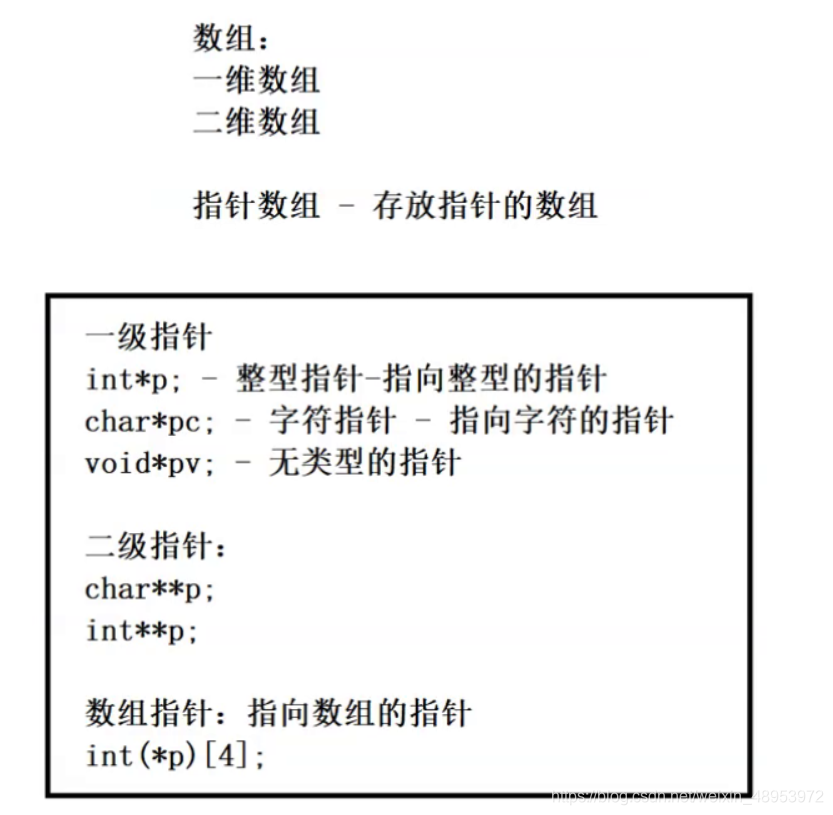 数组：
一维数组
二维数组
指针数组 - 存放指针的数组
一级指针
int*p; - 整型指针-指向整型的指针
char*pc; - 字符指针 - 指向字符的指针
void*pv; - 无类型的指针
二级指针：
char**p;
int**p;
数组指针：指向数组的指针
int(*p)[4];
https://blog.csdn.net/weixin_48953972